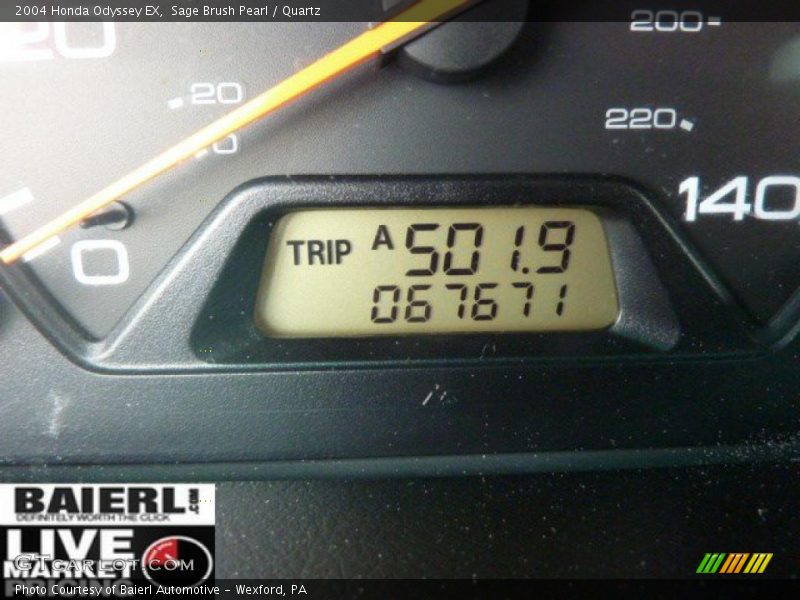 2004 Honda Odyssey EX, Sage Brush Pearl / Quartz
200
20
220
140
0
TRIP A 501.9
067671
BAIERL.com
DEFINITELY WORTH THE CLICK
LIVE
MARKET
GTcarlot.com
Photo Courtesy of Baierl Automotive - Wexford, PA